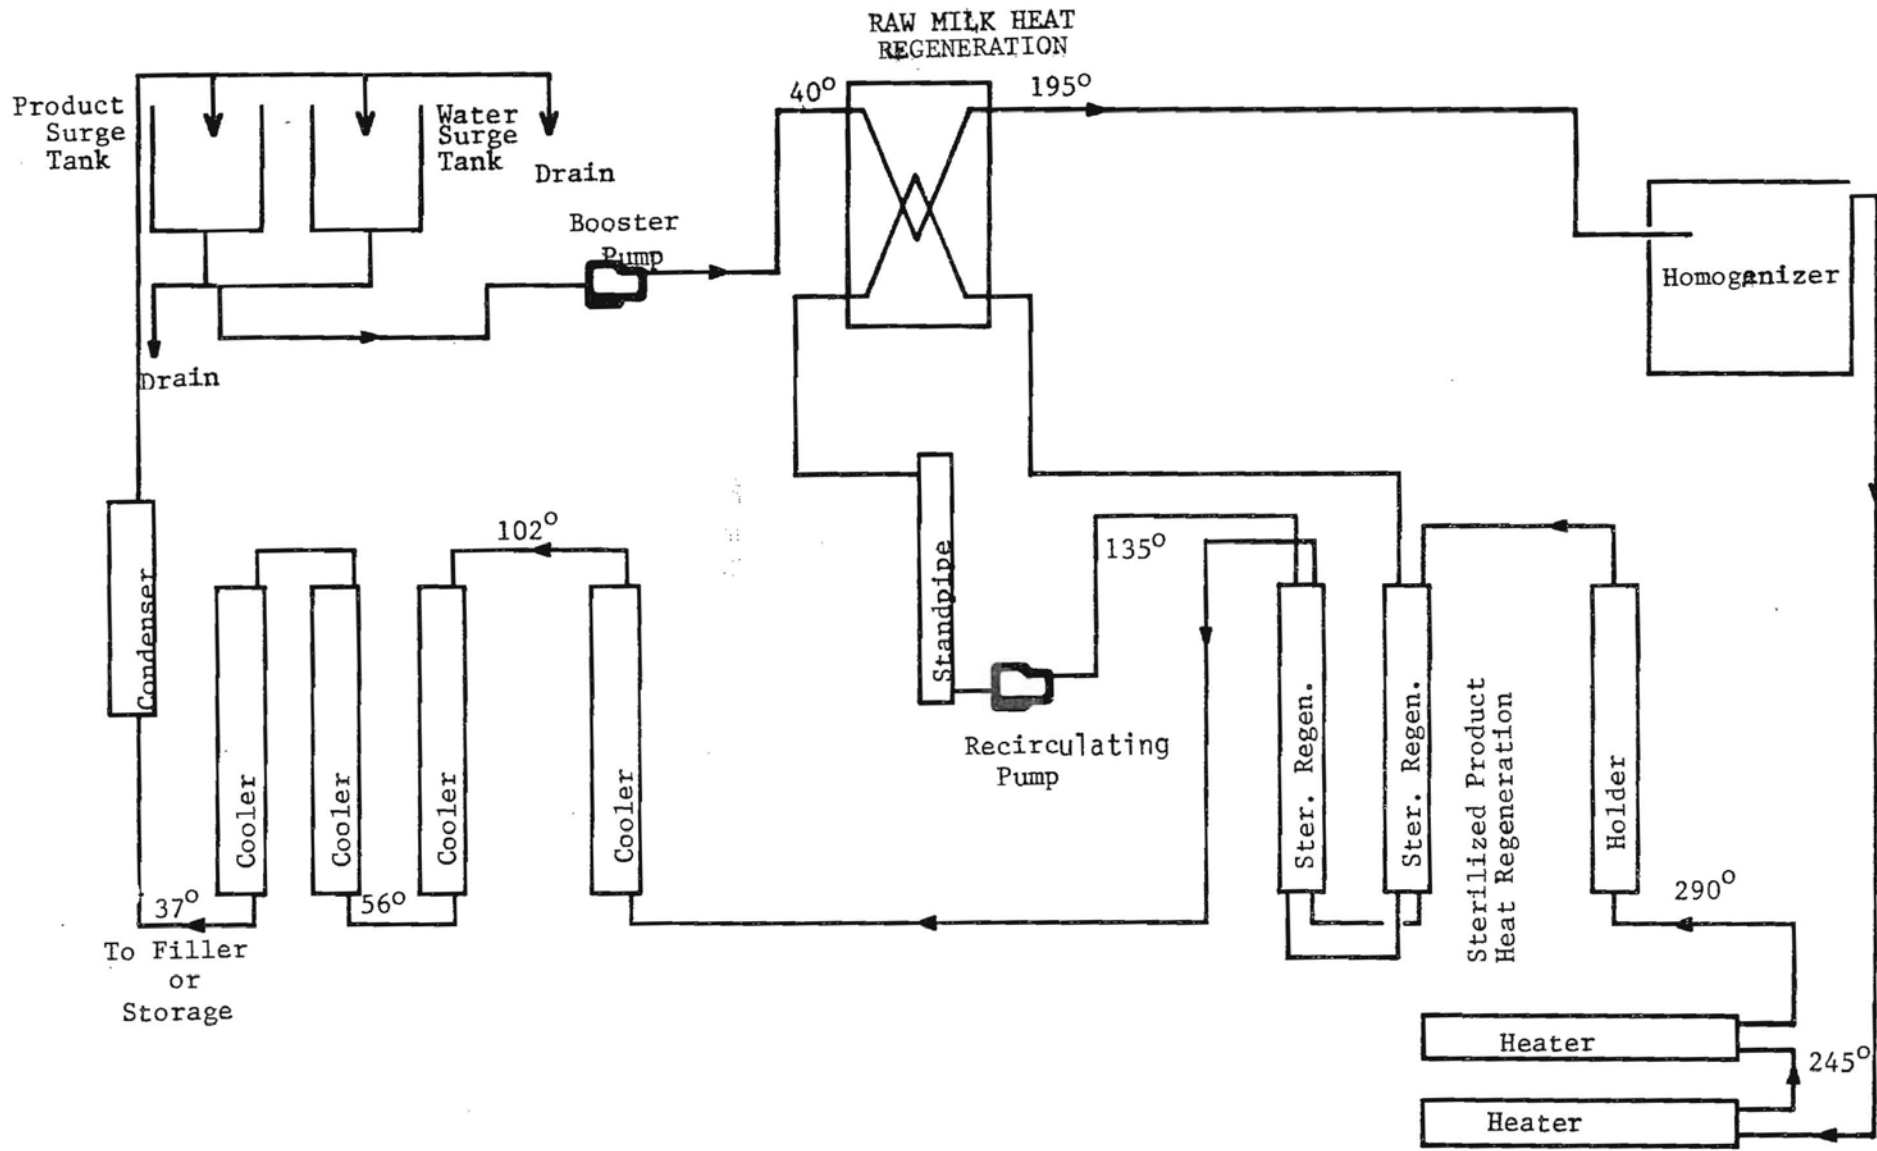 RAW MILK HEAT
REGENERATION
Product
Surge
Tank
Water
Surge
Tank
Drain
40°
195°
Booster
Pump
Homogenizer
Drain
102°
135°
Condenser
Standpipe
Recirculating
Pump
Cooler
Cooler
Cooler
Cooler
Ster. Regen.
Ster. Regen.
Sterilized Product
Heat Regeneration
Holder
37°
56°
290°
To Filler
or
Storage
Heater
245°
Heater